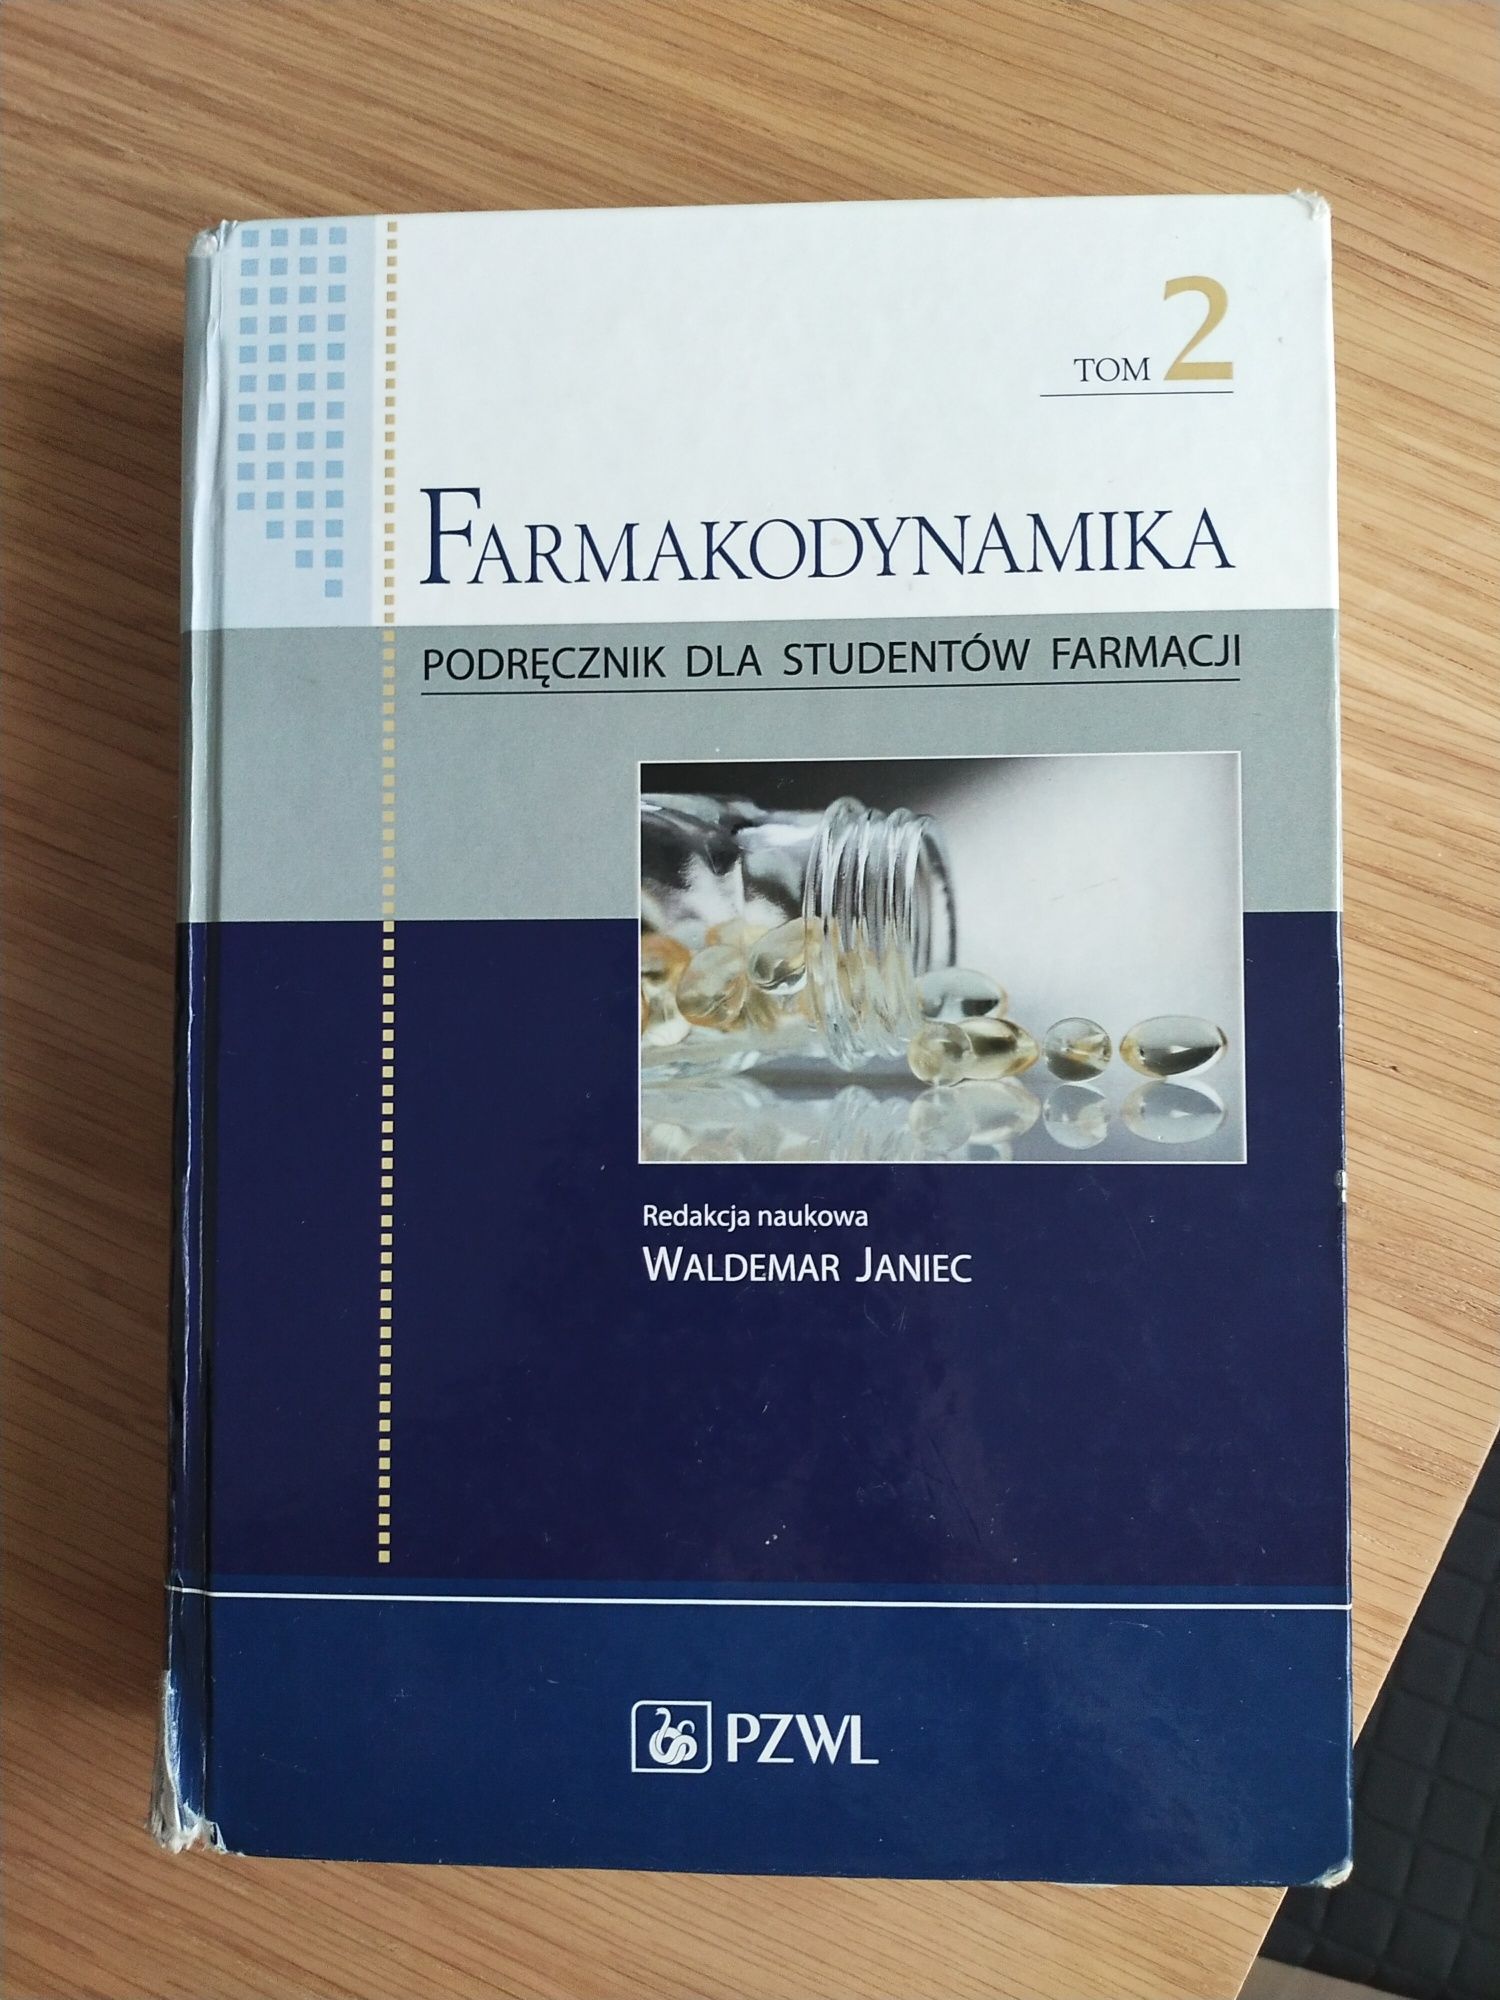 TOM 2
FARMAKODYNAMIKA
PODRĘCZNIK DLA STUDENTÓW FARMACJI
Redakcja naukowa
WALDEMAR JANIEC
PZWL